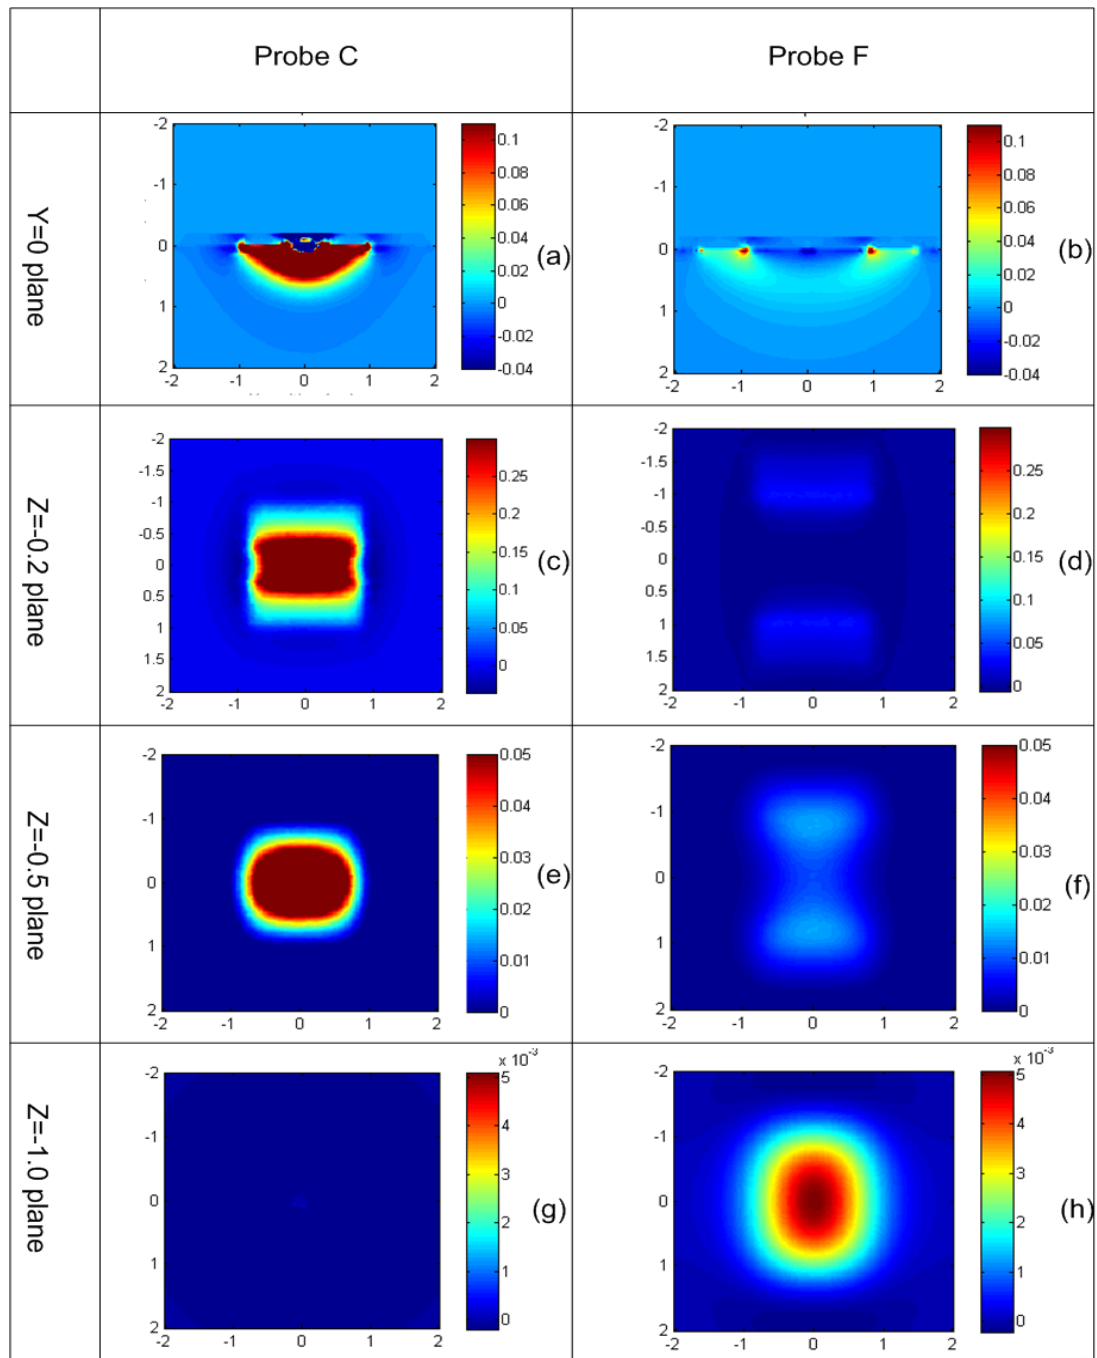 Probe C Probe F
Y=0 plane
-2 -1 0 1 2
-2 -1 0 1 2
0.1 0.08 0.06 0.04 0.02 0 -0.02 -0.04
(a)
-2 -1 0 1 2
-2 -1 0 1 2
0.1 0.08 0.06 0.04 0.02 0 -0.02 -0.04
(b)
Z=-0.2 plane
-2 -1.5 -1 -0.5 0 0.5 1 1.5 2
-2 -1 0 1 2
0.25 0.2 0.15 0.1 0.05 0
(c)
-2 -1.5 -1 -0.5 0 0.5 1 1.5 2
-2 -1 0 1 2
0.25 0.2 0.15 0.1 0.05 0
(d)
Z=-0.5 plane
-2 -1 0 1 2
-2 -1 0 1 2
0.05 0.04 0.03 0.02 0.01 0
(e)
-2 -1 0 1 2
-2 -1 0 1 2
0.05 0.04 0.03 0.02 0.01 0
(f)
Z=-1.0 plane
-2 -1 0 1 2
-2 -1 0 1 2
x 10⁻³
5 4 3 2 1 0
(g)
-2 -1 0 1 2
-2 -1 0 1 2
x 10⁻³
5 4 3 2 1 0
(h)